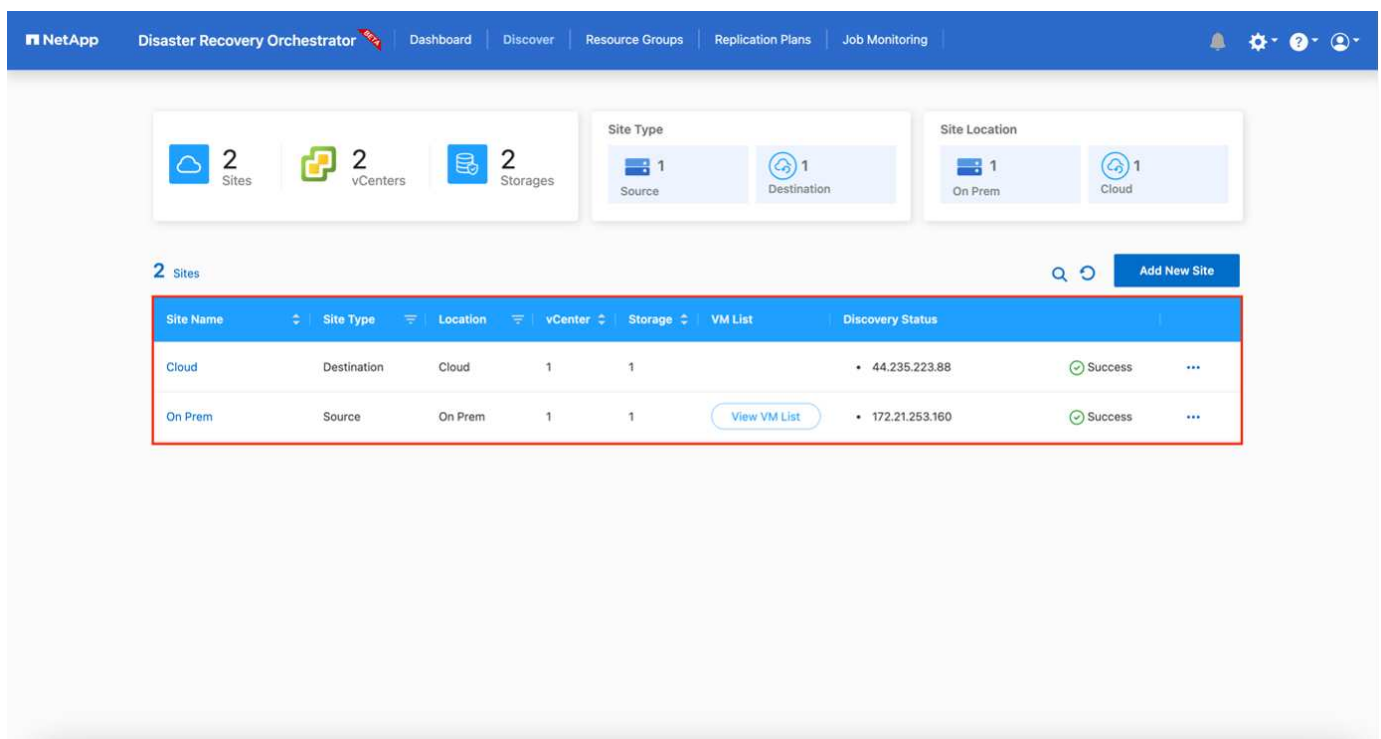 NetApp Disaster Recovery Orchestrator BETA Dashboard Discover Resource Groups Replication Plans Job Monitoring
2 Sites
2 vCenters
2 Storages
Site Type
1 Source
1 Destination
Site Location
1 On Prem
1 Cloud
2 Sites
Add New Site
Site Name Site Type Location vCenter Storage VM List Discovery Status
Cloud Destination Cloud 1 1 • 44.235.223.88 Success ...
On Prem Source On Prem 1 1 View VM List • 172.21.253.160 Success ...